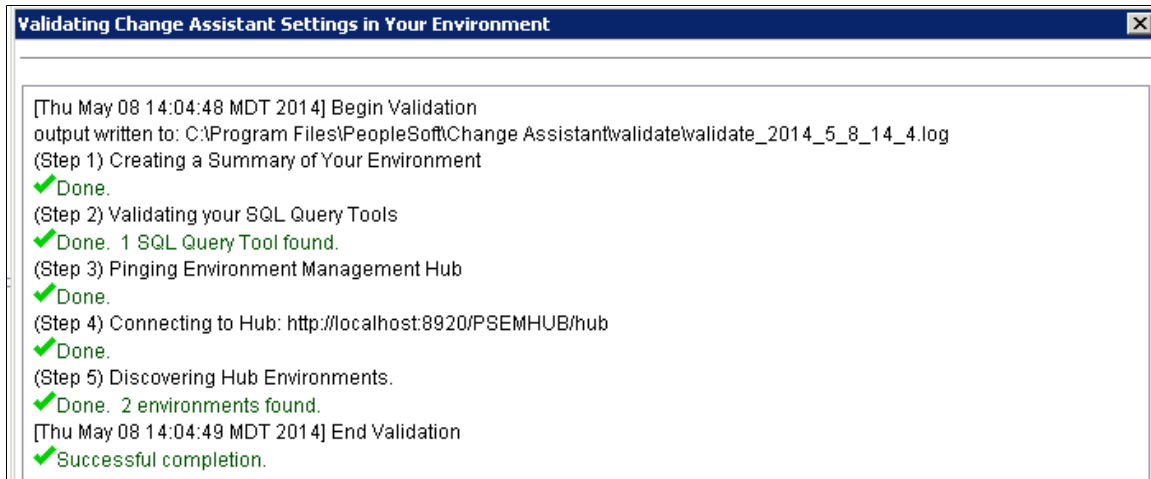 Validating Change Assistant Settings in Your Environment
[Thu May 08 14:04:48 MDT 2014] Begin Validation
output written to: C:\Program Files\PeopleSoft\Change Assistant\validate\validate_2014_5_8_14_4.log
(Step 1) Creating a Summary of Your Environment
Done.
(Step 2) Validating your SQL Query Tools
Done. 1 SQL Query Tool found.
(Step 3) Pinging Environment Management Hub
Done.
(Step 4) Connecting to Hub: http://localhost:8920/PSEMHUB/hub
Done.
(Step 5) Discovering Hub Environments.
Done. 2 environments found.
[Thu May 08 14:04:49 MDT 2014] End Validation
Successful completion.